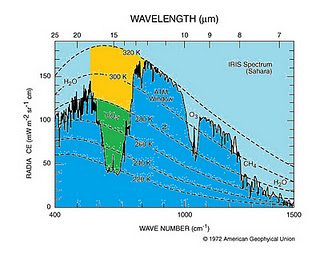 WAVELENGTH (µm)
25 20 15 10 9 8 7
320 K
IRIS Spectrum
(Sahara)
H₂O
300 K
ATM
Window
150
100
50
0
CO₂
O₃
280 K
260 K
240 K
220 K
CH₄
H₂O
RADIA CE (mW m⁻² sr⁻¹ cm)
400 1000 1500
WAVE NUMBER (cm⁻¹)
© 1972 American Geophysical Union